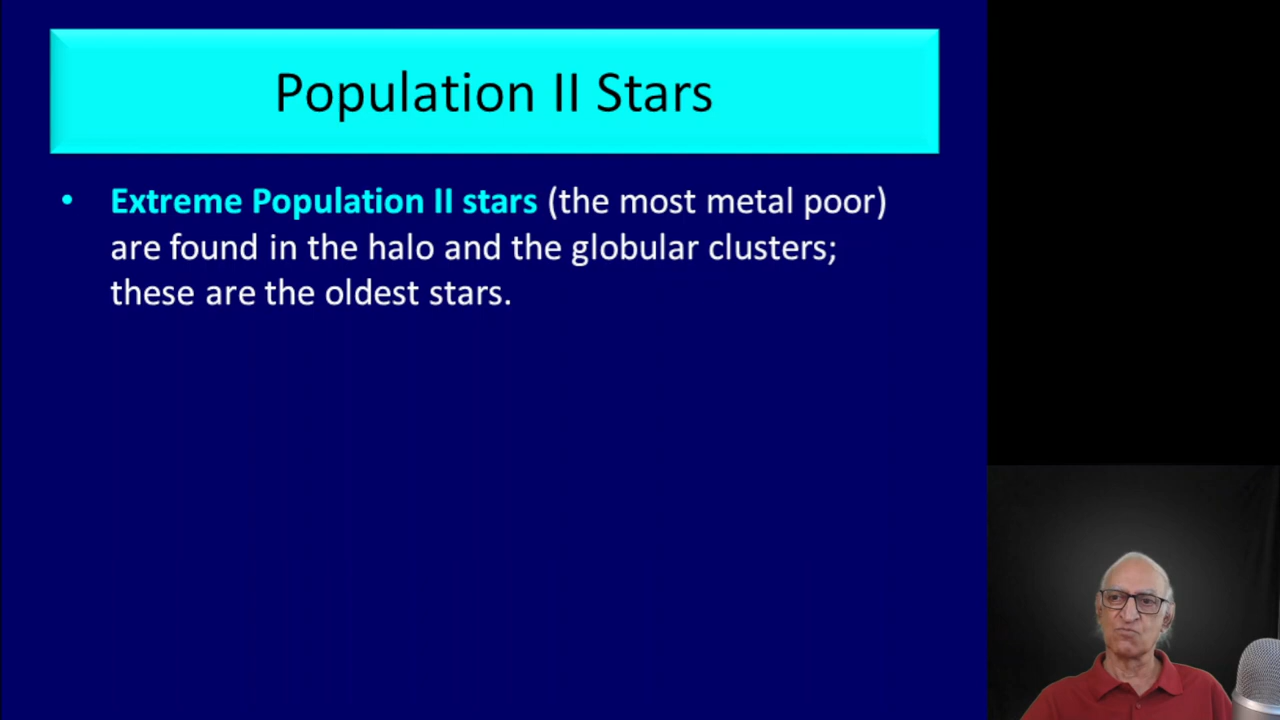 Population II Stars
• Extreme Population II stars (the most metal poor)
are found in the halo and the globular clusters;
these are the oldest stars.